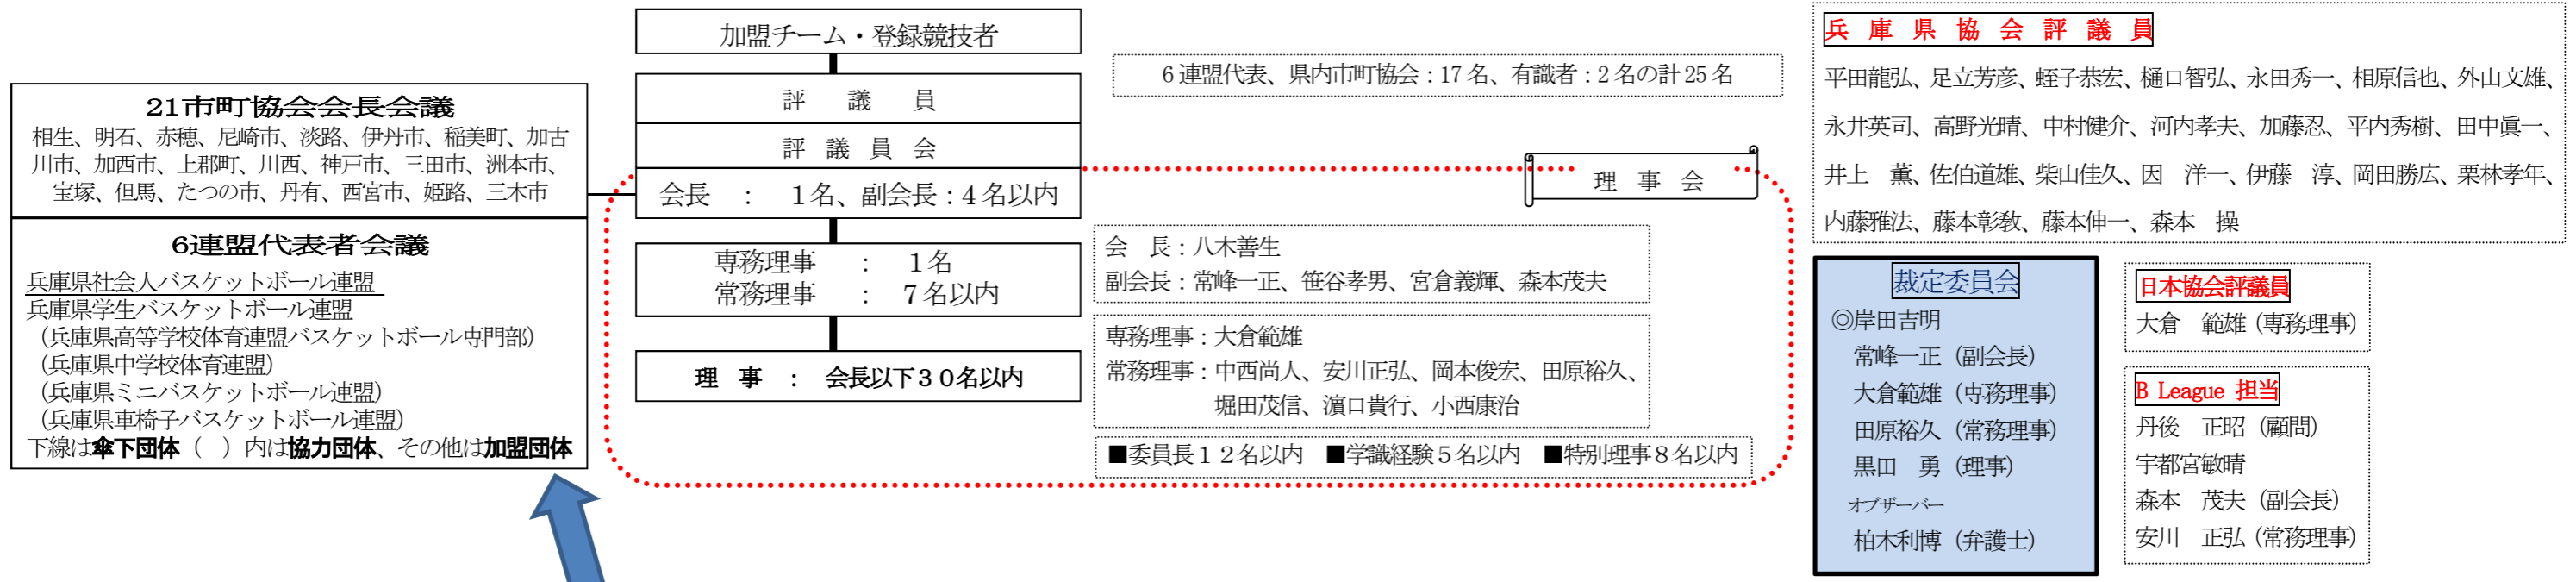 加盟チーム・登録競技者
評　議　員
評　議　員　会
会長　：　1名、副会長：4名以内
専務理事　：　1名
常務理事　：　7名以内
理　事　：　会長以下３０名以内
21市町協会会長会議
相生、明石、赤穂、尼崎市、淡路、伊丹市、稲美町、加古
川市、加西市、上郡町、川西、神戸市、三田市、洲本市、
宝塚、但馬、たつの市、丹有、西宮市、姫路、三木市
6連盟代表者会議
兵庫県社会人バスケットボール連盟
兵庫県学生バスケットボール連盟
（兵庫県高等学校体育連盟バスケットボール専門部）
（兵庫県中学校体育連盟）
（兵庫県ミニバスケットボール連盟）
（兵庫県車椅子バスケットボール連盟）
下線は傘下団体（　）内は協力団体、その他は加盟団体
6連盟代表、県内市町協会：17名、有識者：2名の計25名
理　事　会
会　長：八木善生
副会長：常峰一正、笹谷孝男、宮倉義輝、森本茂夫
専務理事：大倉範雄
常務理事：中西尚人、安川正弘、岡本俊宏、田原裕久、
堀田茂信、濵口貴行、小西康治
■委員長１２名以内　■学識経験５名以内　■特別理事８名以内
兵庫県協会評議員
平田龍弘、足立芳彦、蛭子恭宏、樋口智弘、永田秀一、相原信也、外山文雄、
永井英司、高野光晴、中村健介、河内孝夫、加藤忍、平内秀樹、田中眞一、
井上　薫、佐伯道雄、柴山佳久、因　洋一、伊藤　淳、岡田勝広、栗林孝年、
内藤雅法、藤本彰教、藤本伸一、森本　操
裁定委員会
◎岸田吉明
常峰一正（副会長）
大倉範雄（専務理事）
田原裕久（常務理事）
黒田　勇（理事）
オブザーバー
柏木利博（弁護士）
日本協会評議員
大倉　範雄（専務理事）
B League 担当
丹後　正昭（顧問）
宇都宮敏晴
森本　茂夫（副会長）
安川　正弘（常務理事）